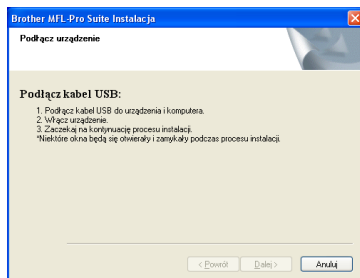 Brother MFL-Pro Suite Instalacja
Podłącz urządzenie
Podłącz kabel USB:
1. Podłącz kabel USB do urządzenia i komputera.
2. Włącz urządzenie.
3. Zaczekaj na kontynuację procesu instalacji.
*Niektóre okna będą się otwierały i zamykały podczas procesu instalacji.
< Powrót Dalej > Anuluj